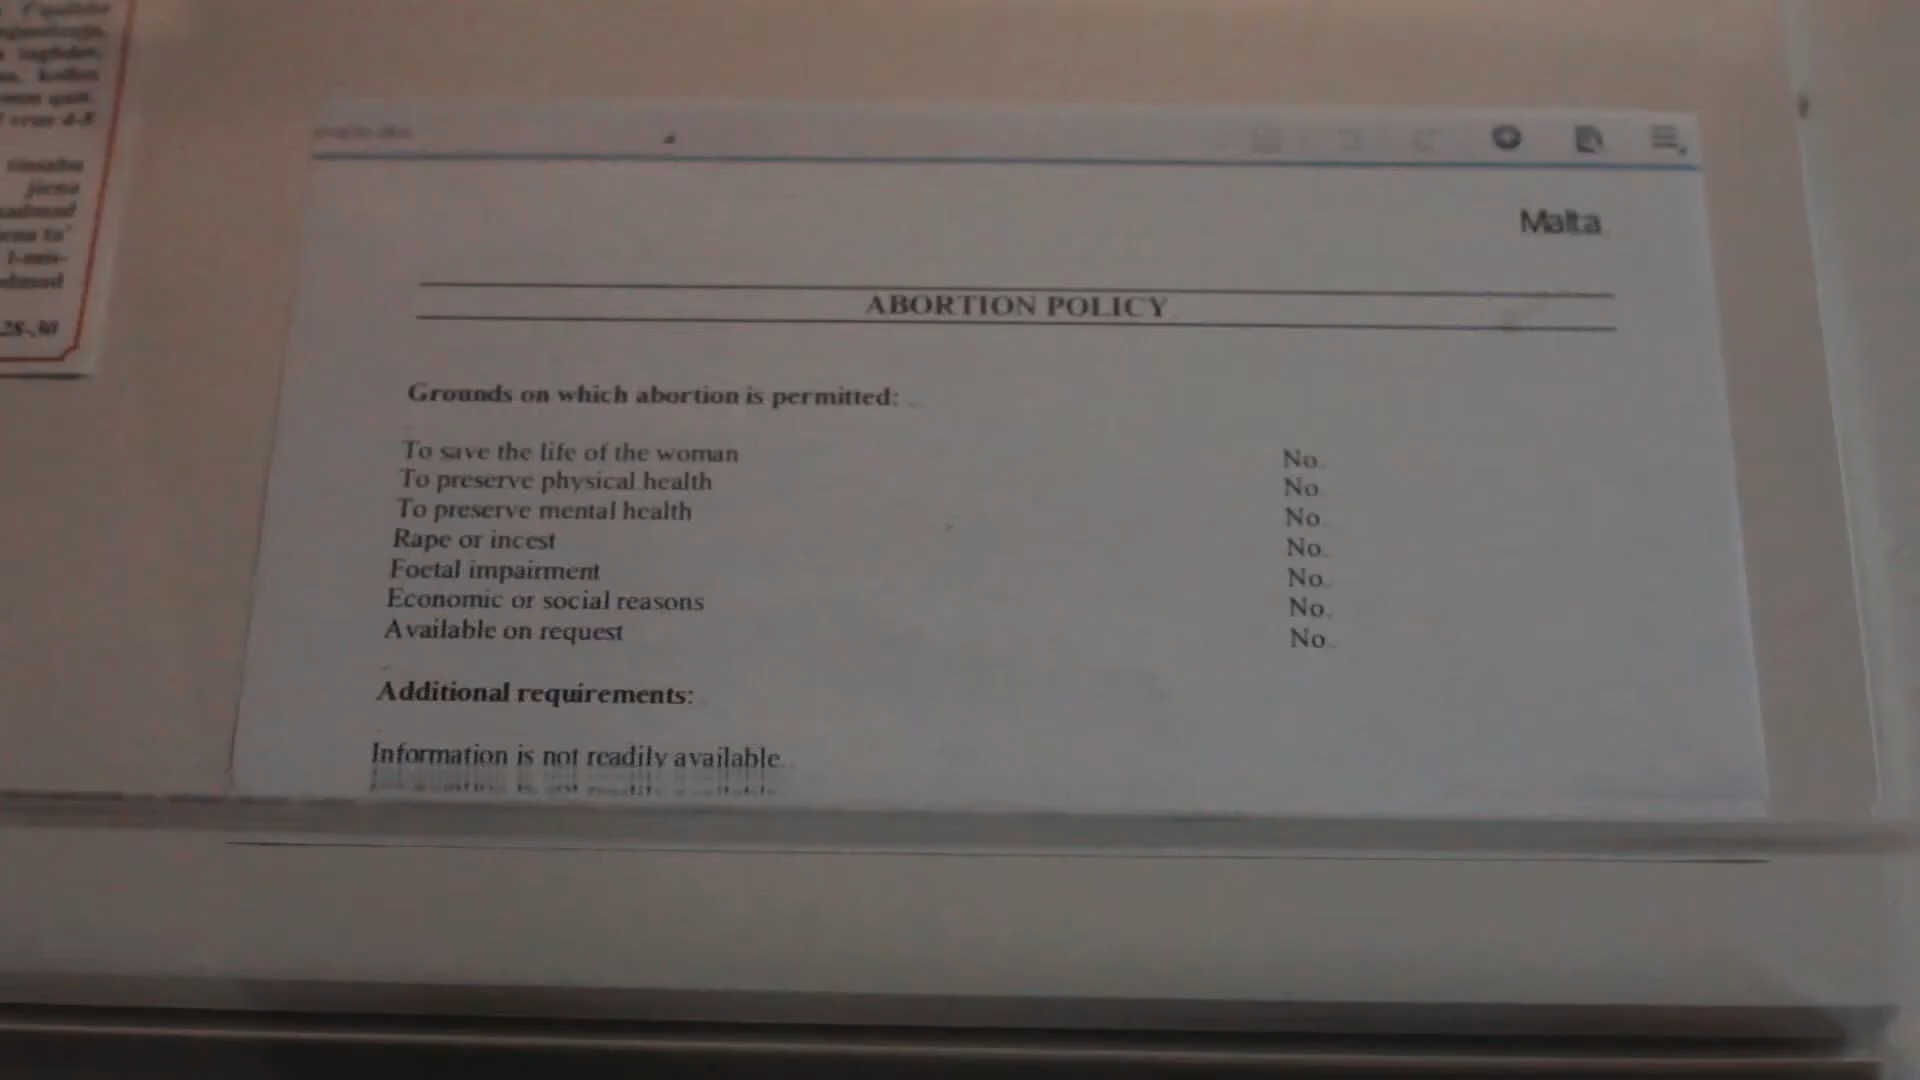 28-30
Malta
ABORTION POLICY
Grounds on which abortion is permitted:
To save the life of the woman No.
To preserve physical health No.
To preserve mental health No.
Rape or incest No.
Foetal impairment No.
Economic or social reasons No.
Available on request No.
Additional requirements:
Information is not readily available.